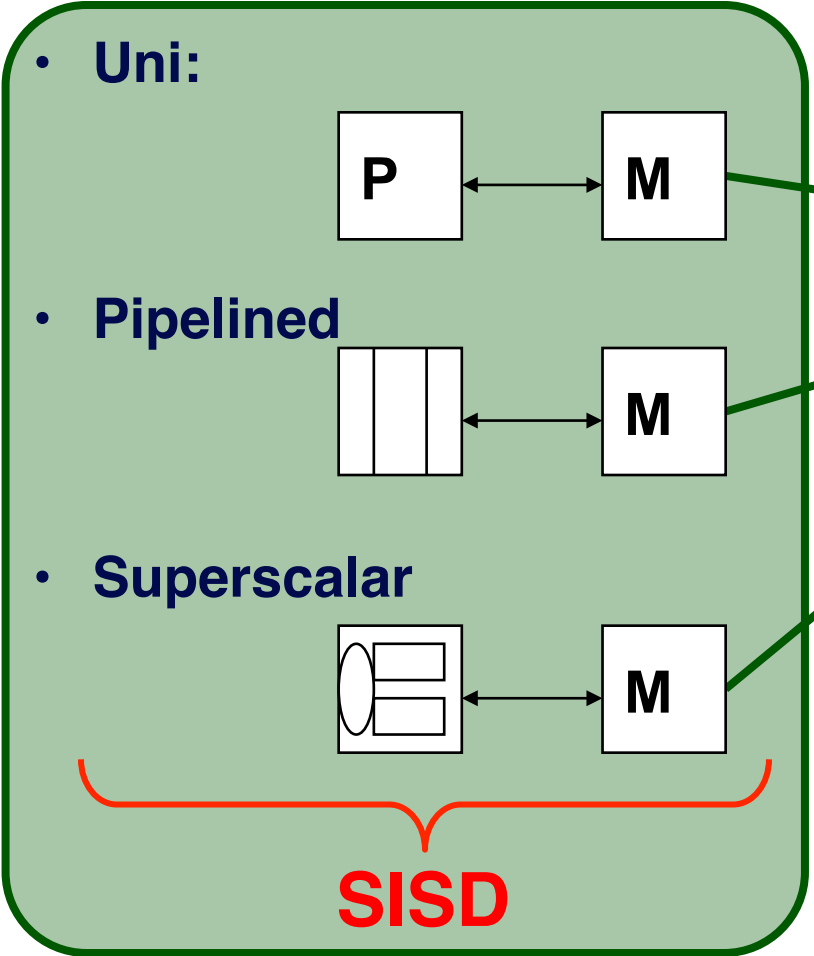 • Uni:
P M
• Pipelined
M
• Superscalar
M
SISD